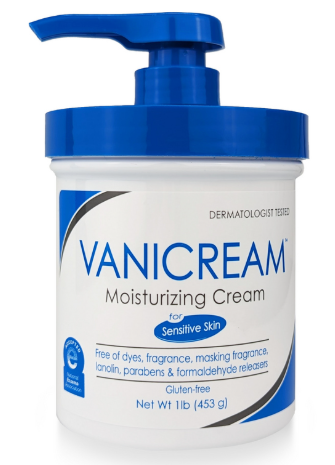 DERMATOLOGIST TESTED
VANICREAM™
Moisturizing Cream
for
Sensitive Skin
Free of dyes, fragrance, masking fragrance,
lanolin, parabens & formaldehyde releasers
Gluten-free
Net Wt 1lb (453 g)
e